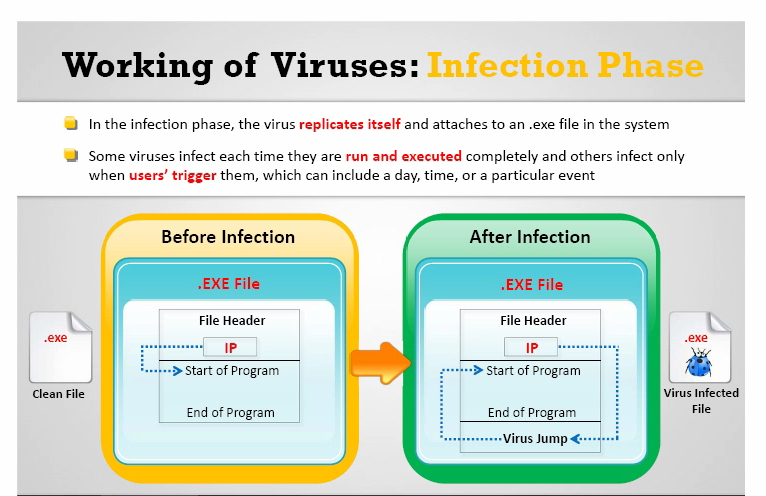 Working of Viruses: Infection Phase
In the infection phase, the virus replicates itself and attaches to an .exe file in the system
Some viruses infect each time they are run and executed completely and others infect only
when users’ trigger them, which can include a day, time, or a particular event
Before Infection
.EXE File
File Header
IP
Start of Program
End of Program
.exe
Clean File
After Infection
.EXE File
File Header
IP
Start of Program
End of Program
Virus Jump
.exe
Virus Infected
File